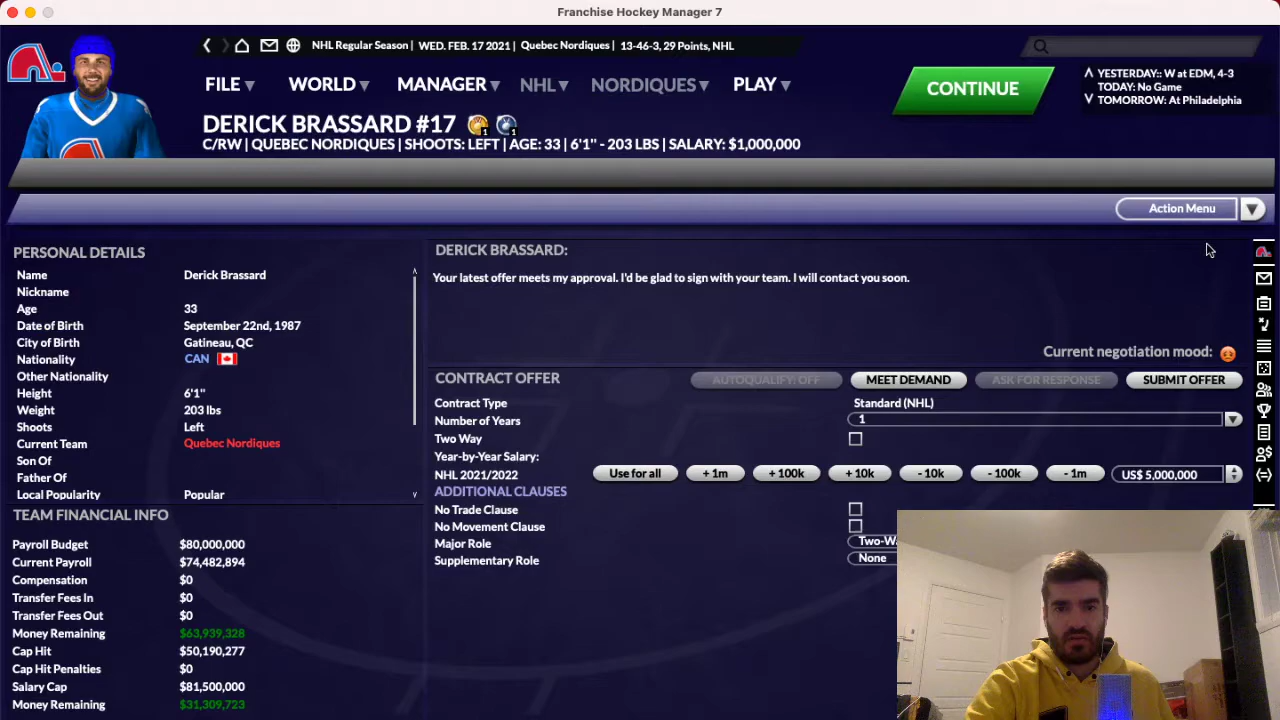 Franchise Hockey Manager 7
NHL Regular Season | WED. FEB. 17 2021 | Quebec Nordiques | 13-46-3, 29 Points, NHL
FILE WORLD MANAGER NHL NORDIQUES PLAY
CONTINUE
YESTERDAY:: W at EDM, 4-3
TODAY: No Game
TOMORROW: At Philadelphia
DERICK BRASSARD #17
C/RW | QUEBEC NORDIQUES | SHOOTS: LEFT | AGE: 33 | 6'1" - 203 LBS | SALARY: $1,000,000
Action Menu
PERSONAL DETAILS
Name Derick Brassard
Nickname
Age 33
Date of Birth September 22nd, 1987
City of Birth Gatineau, QC
Nationality CAN
Other Nationality
Height 6'1"
Weight 203 lbs
Shoots Left
Current Team Quebec Nordiques
Son Of
Father Of
Local Popularity Popular
TEAM FINANCIAL INFO
Payroll Budget $80,000,000
Current Payroll $74,482,894
Compensation $0
Transfer Fees In $0
Transfer Fees Out $0
Money Remaining $63,939,328
Cap Hit $50,190,277
Cap Hit Penalties $0
Salary Cap $81,500,000
Money Remaining $31,309,723
DERICK BRASSARD:
Your latest offer meets my approval. I'd be glad to sign with your team. I will contact you soon.
Current negotiation mood:
CONTRACT OFFER AUTOQUALIFY: OFF MEET DEMAND ASK FOR RESPONSE SUBMIT OFFER
Contract Type Standard (NHL)
Number of Years 1
Two Way
Year-by-Year Salary:
NHL 2021/2022 Use for all + 1m + 100k + 10k - 10k - 100k - 1m US$ 5,000,000
ADDITIONAL CLAUSES
No Trade Clause
No Movement Clause
Major Role Two-W
Supplementary Role None